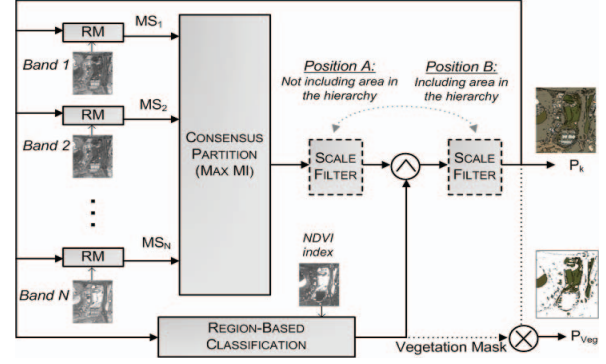 RM
MS1
Band 1
RM
MS2
Band 2
RM
MSN
Band N
CONSENSUS
PARTITION
(MAX MI)
Position A:
Not including area in
the hierarchy
Position B:
Including area in
the hierarchy
SCALE
FILTER
SCALE
FILTER
Pk
NDVI
index
REGION-BASED
CLASSIFICATION
Vegetation Mask
PVeg